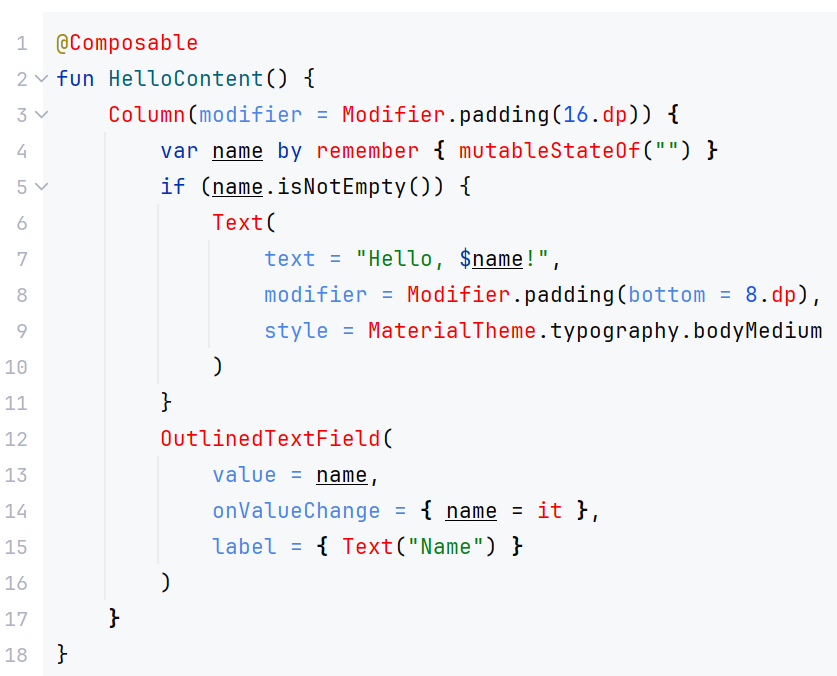 1 @Composable
2 fun HelloContent() {
3     Column(modifier = Modifier.padding(16.dp)) {
4         var name by remember { mutableStateOf("") }
5         if (name.isNotEmpty()) {
6             Text(
7                 text = "Hello, $name!",
8                 modifier = Modifier.padding(bottom = 8.dp),
9                 style = MaterialTheme.typography.bodyMedium
10             )
11         }
12         OutlinedTextField(
13             value = name,
14             onValueChange = { name = it },
15             label = { Text("Name") }
16         )
17     }
18 }